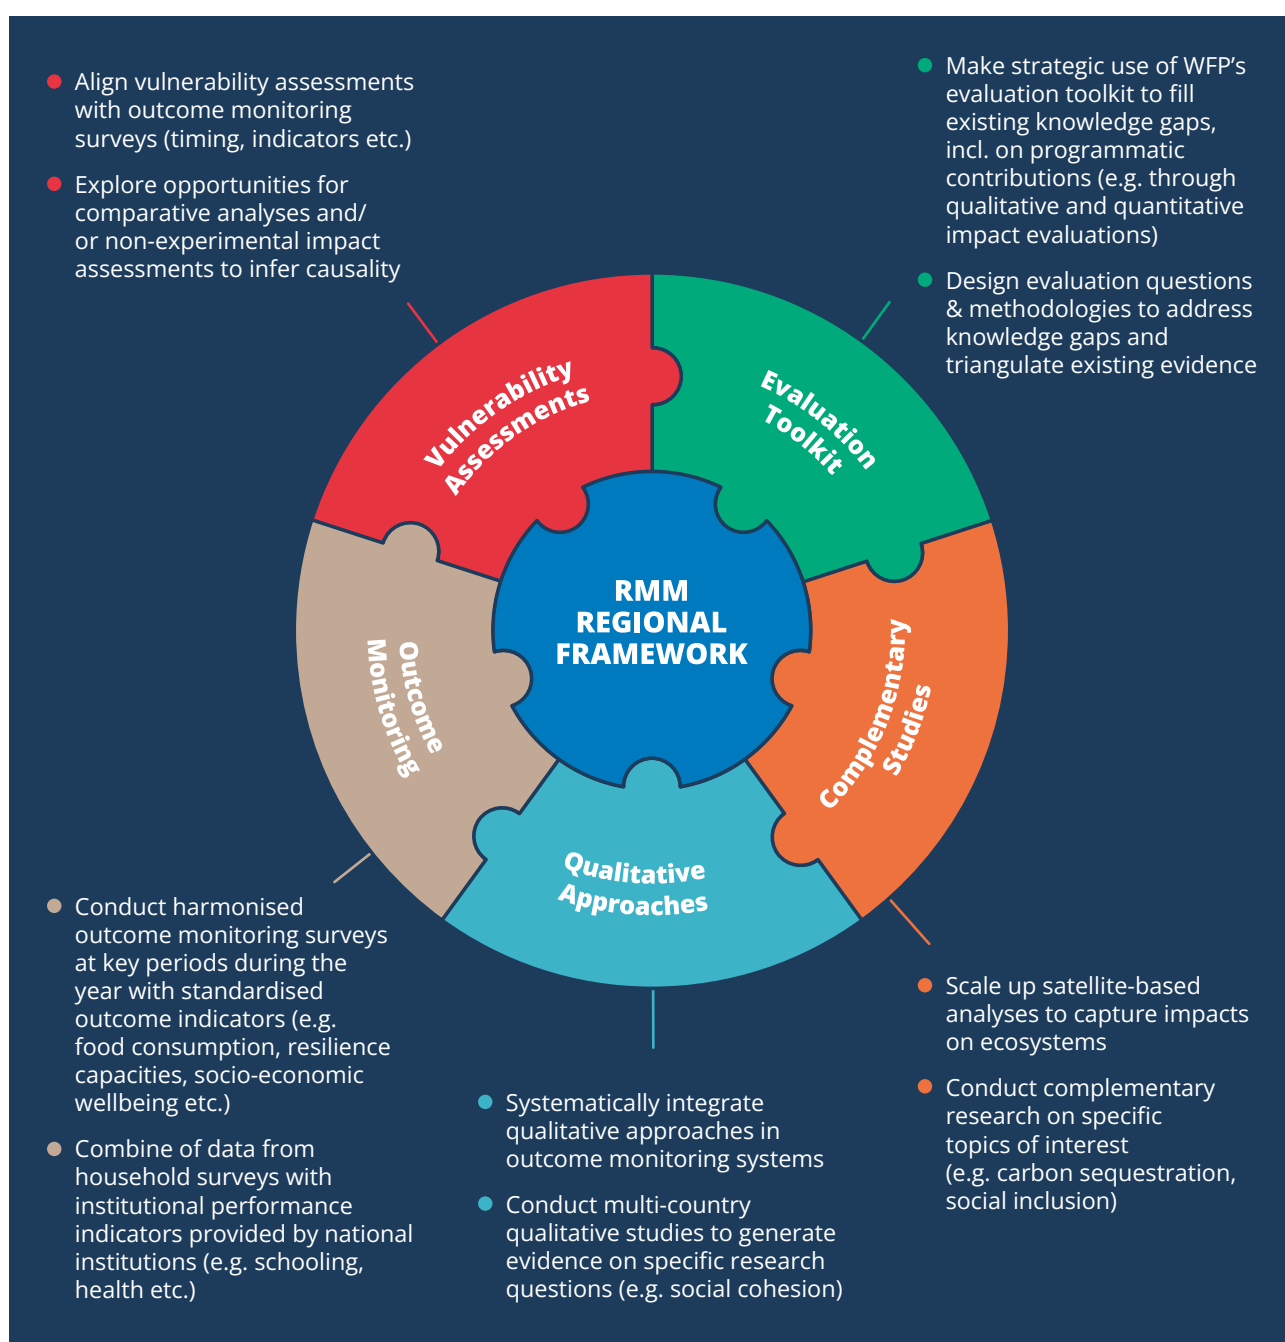 Align vulnerability assessments
with outcome monitoring
surveys (timing, indicators etc.)
Explore opportunities for
comparative analyses and/
or non-experimental impact
assessments to infer causality
Make strategic use of WFP’s
evaluation toolkit to fill
existing knowledge gaps,
incl. on programmatic
contributions (e.g. through
qualitative and quantitative
impact evaluations)
Design evaluation questions
& methodologies to address
knowledge gaps and
triangulate existing evidence
Vulnerability
Assessments
Evaluation
Toolkit
RMM
REGIONAL
FRAMEWORK
Outcome
Monitoring
Complementary
Studies
Qualitative
Approaches
Conduct harmonised
outcome monitoring surveys
at key periods during the
year with standardised
outcome indicators (e.g.
food consumption, resilience
capacities, socio-economic
wellbeing etc.)
Combine of data from
household surveys with
institutional performance
indicators provided by national
institutions (e.g. schooling,
health etc.)
Systematically integrate
qualitative approaches in
outcome monitoring systems
Conduct multi-country
qualitative studies to generate
evidence on specific research
questions (e.g. social cohesion)
Scale up satellite-based
analyses to capture impacts
on ecosystems
Conduct complementary
research on specific
topics of interest
(e.g. carbon sequestration,
social inclusion)